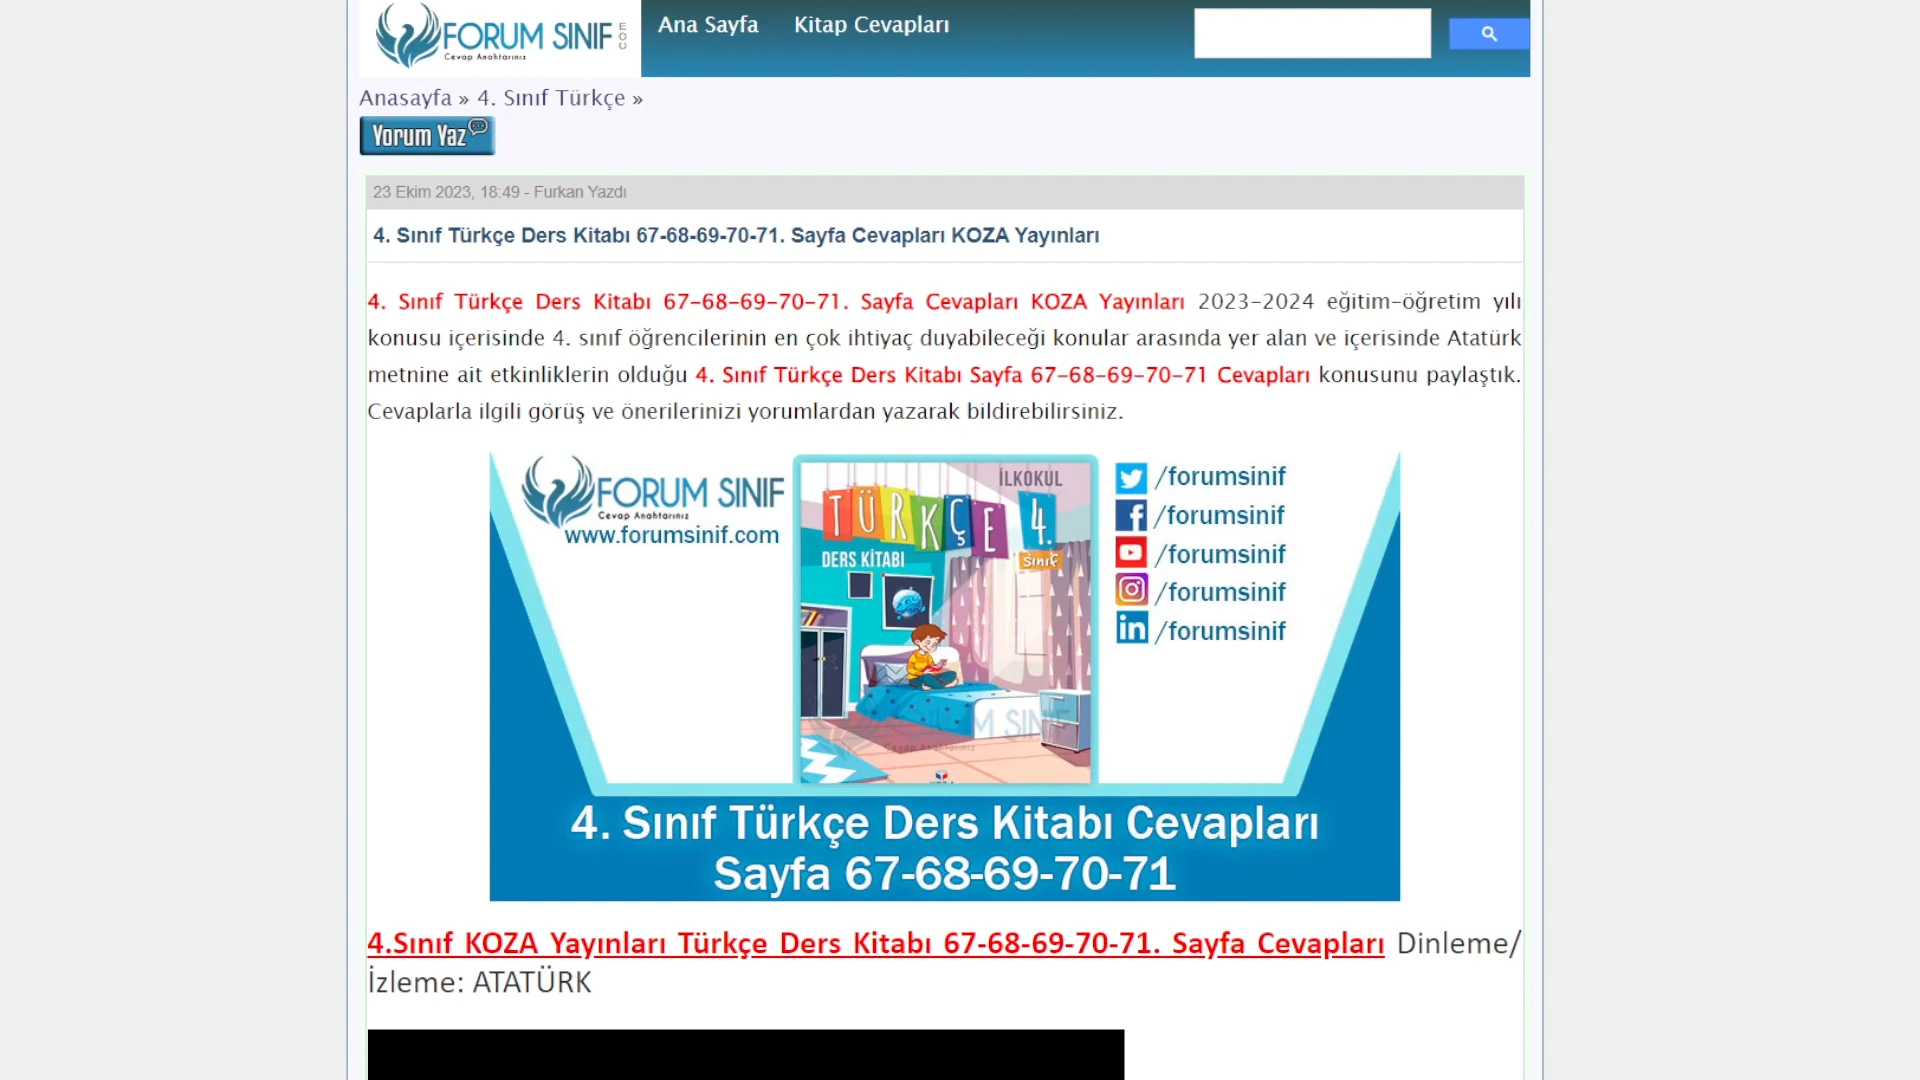 FORUM SINIF
.COM
Cevap Anahtarınız
Ana Sayfa
Kitap Cevapları
Anasayfa » 4. Sınıf Türkçe »
Yorum Yaz
23 Ekim 2023, 18:49 - Furkan Yazdı
4. Sınıf Türkçe Ders Kitabı 67-68-69-70-71. Sayfa Cevapları KOZA Yayınları
4. Sınıf Türkçe Ders Kitabı 67-68-69-70-71. Sayfa Cevapları KOZA Yayınları 2023-2024 eğitim-öğretim yılı
konusu içerisinde 4. sınıf öğrencilerinin en çok ihtiyaç duyabileceği konular arasında yer alan ve içerisinde Atatürk
metnine ait etkinliklerin olduğu 4. Sınıf Türkçe Ders Kitabı Sayfa 67-68-69-70-71 Cevapları konusunu paylaştık.
Cevaplarla ilgili görüş ve önerilerinizi yorumlardan yazarak bildirebilirsiniz.
FORUM SINIF
Cevap Anahtarınız
www.forumsinif.com
İLKOKUL
TÜRKÇE 4.
DERS KİTABI
SINIF
FORUM SINIF
Cevap Anahtarınız
/forumsinif
/forumsinif
/forumsinif
/forumsinif
/forumsinif
4. Sınıf Türkçe Ders Kitabı Cevapları
Sayfa 67-68-69-70-71
4.Sınıf KOZA Yayınları Türkçe Ders Kitabı 67-68-69-70-71. Sayfa Cevapları Dinleme/
İzleme: ATATÜRK